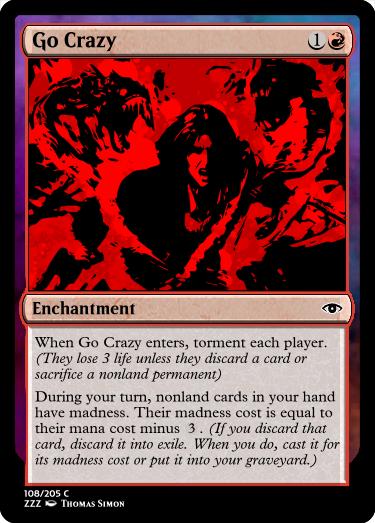 Go Crazy 1
Enchantment
When Go Crazy enters, torment each player.
(They lose 3 life unless they discard a card or
sacrifice a nonland permanent)
During your turn, nonland cards in your hand
have madness. Their madness cost is equal to
their mana cost minus 3 . (If you discard that
card, discard it into exile. When you do, cast it for
its madness cost or put it into your graveyard.)
108/205 C
ZZZ Thomas Simon